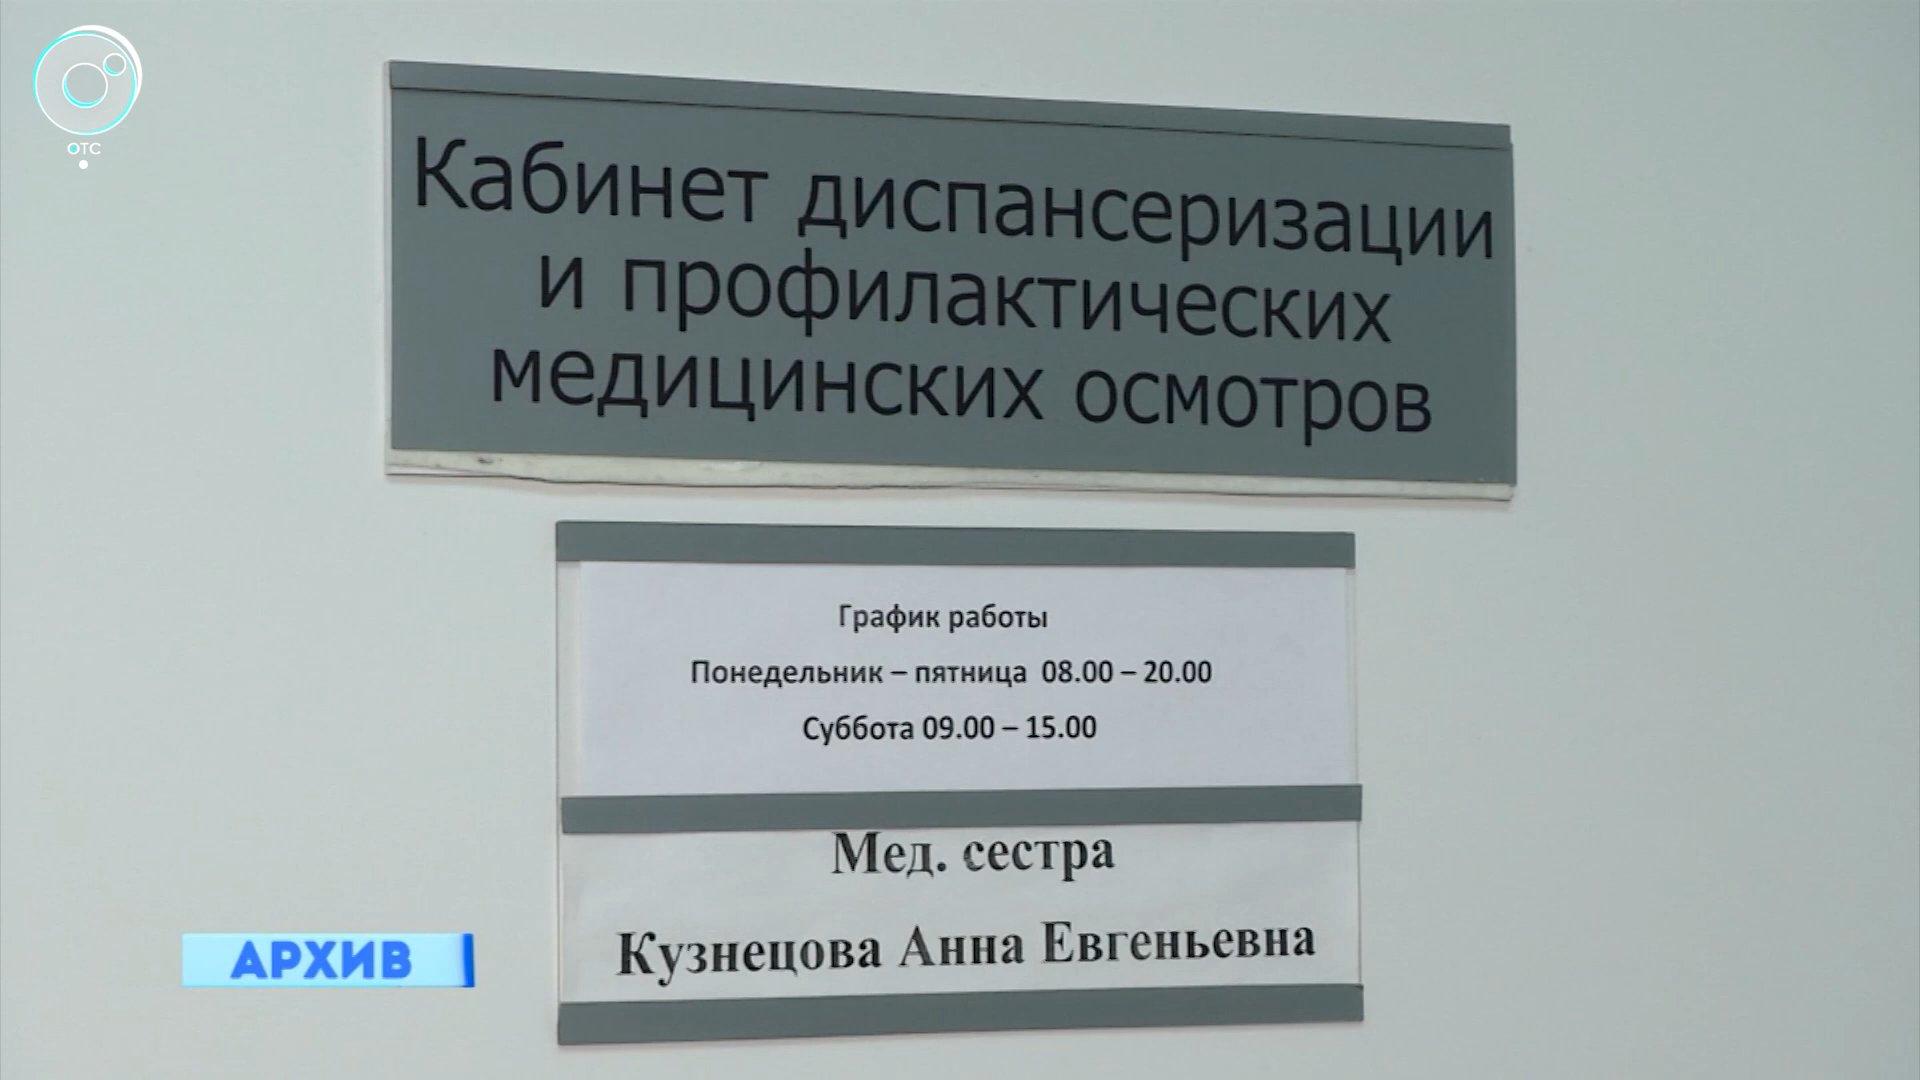 ОТС
Кабинет диспансеризации
и профилактических
медицинских осмотров
График работы
Понедельник – пятница 08.00 – 20.00
Суббота 09.00 – 15.00
Мед. сестра
Кузнецова Анна Евгеньевна
АРХИВ